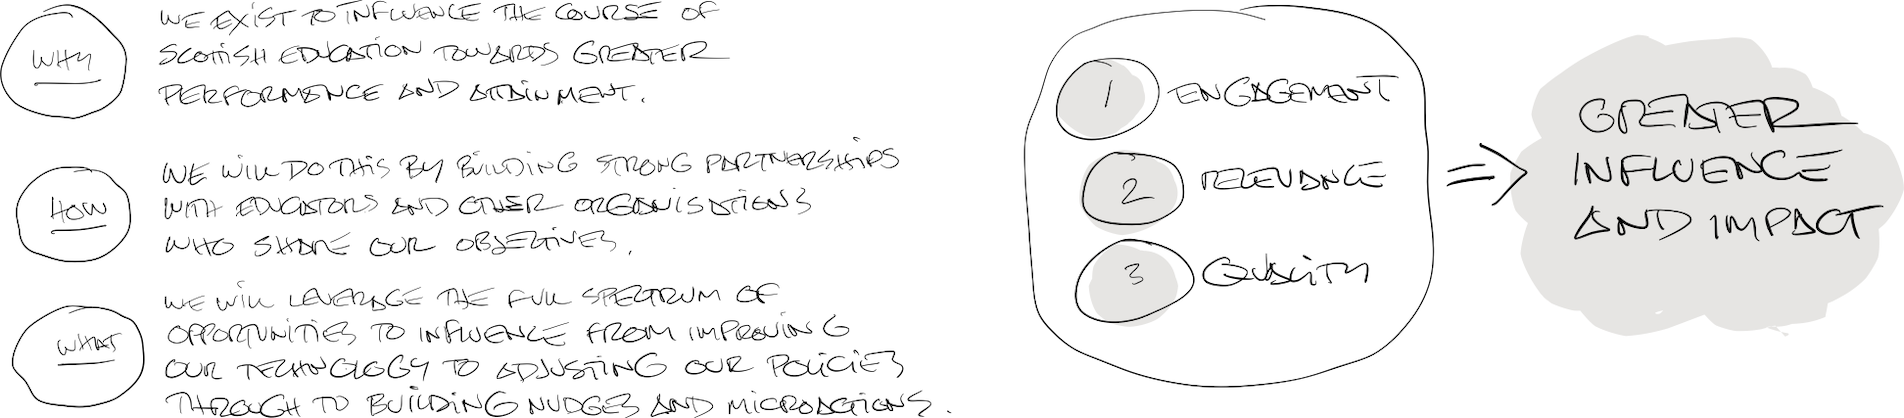 WHY
WE EXIST TO INFLUENCE THE COURSE OF
SCOTTISH EDUCATION TOWARDS GREATER
PERFORMANCE AND ATTAINMENT.
HOW
WE WILL DO THIS BY BUILDING STRONG PARTNERSHIPS
WITH EDUCATORS AND OTHER ORGANISATIONS
WHO SHARE OUR OBJECTIVES.
WHAT
WE WILL LEVERAGE THE FULL SPECTRUM OF
OPPORTUNITIES TO INFLUENCE FROM IMPROVING
OUR TECHNOLOGY TO ADJUSTING OUR POLICIES
THROUGH TO BUILDING NUDGES AND MICROACTIONS.
1 ENGAGEMENT
2 RELEVANCE
3 QUALITY
=>
GREATER
INFLUENCE
AND IMPACT